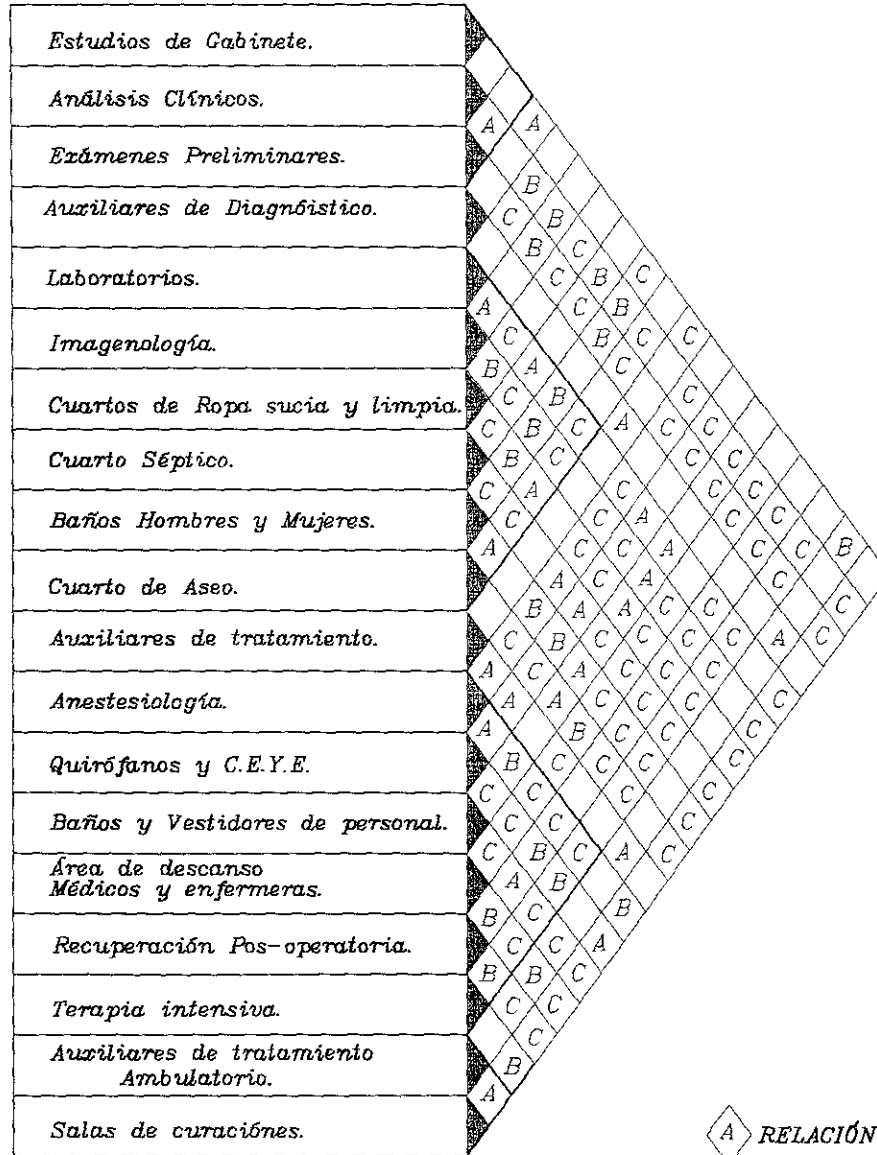 Estudios de Gabinete.
Análisis Clínicos.
A A
Exámenes Preliminares.
B
Auxiliares de Diagnóistico.
C B
B C
Laboratorios.
C B C
A C B
C B C C
Imagenología.
B A C
C B C
Cuartos de Ropa sucia y limpia.
C B C A C C
Cuarto Séptico.
B C C C
C A C C C
Baños Hombres y Mujeres.
C C A C C
A C C A C C B
Cuarto de Aseo.
A C A C
B A A C C C
Auxiliares de tratamiento.
C B C C C C A C
A C A C C C
Anestesiología.
A A C C C C
A B C C
Quirófanos y C.E.Y.E.
B C C C C
C C C C
Baños y Vestidores de personal.
C C C
C B C A C
Área de descanso
Médicos y enfermeras.
A B
B C B
Recuperación Pos-operatoria.
C C A
B B C
Terapia intensiva.
C C
C
Auxiliares de tratamiento
Ambulatorio.
B
A
Salas de curaciónes.
A RELACIÓN